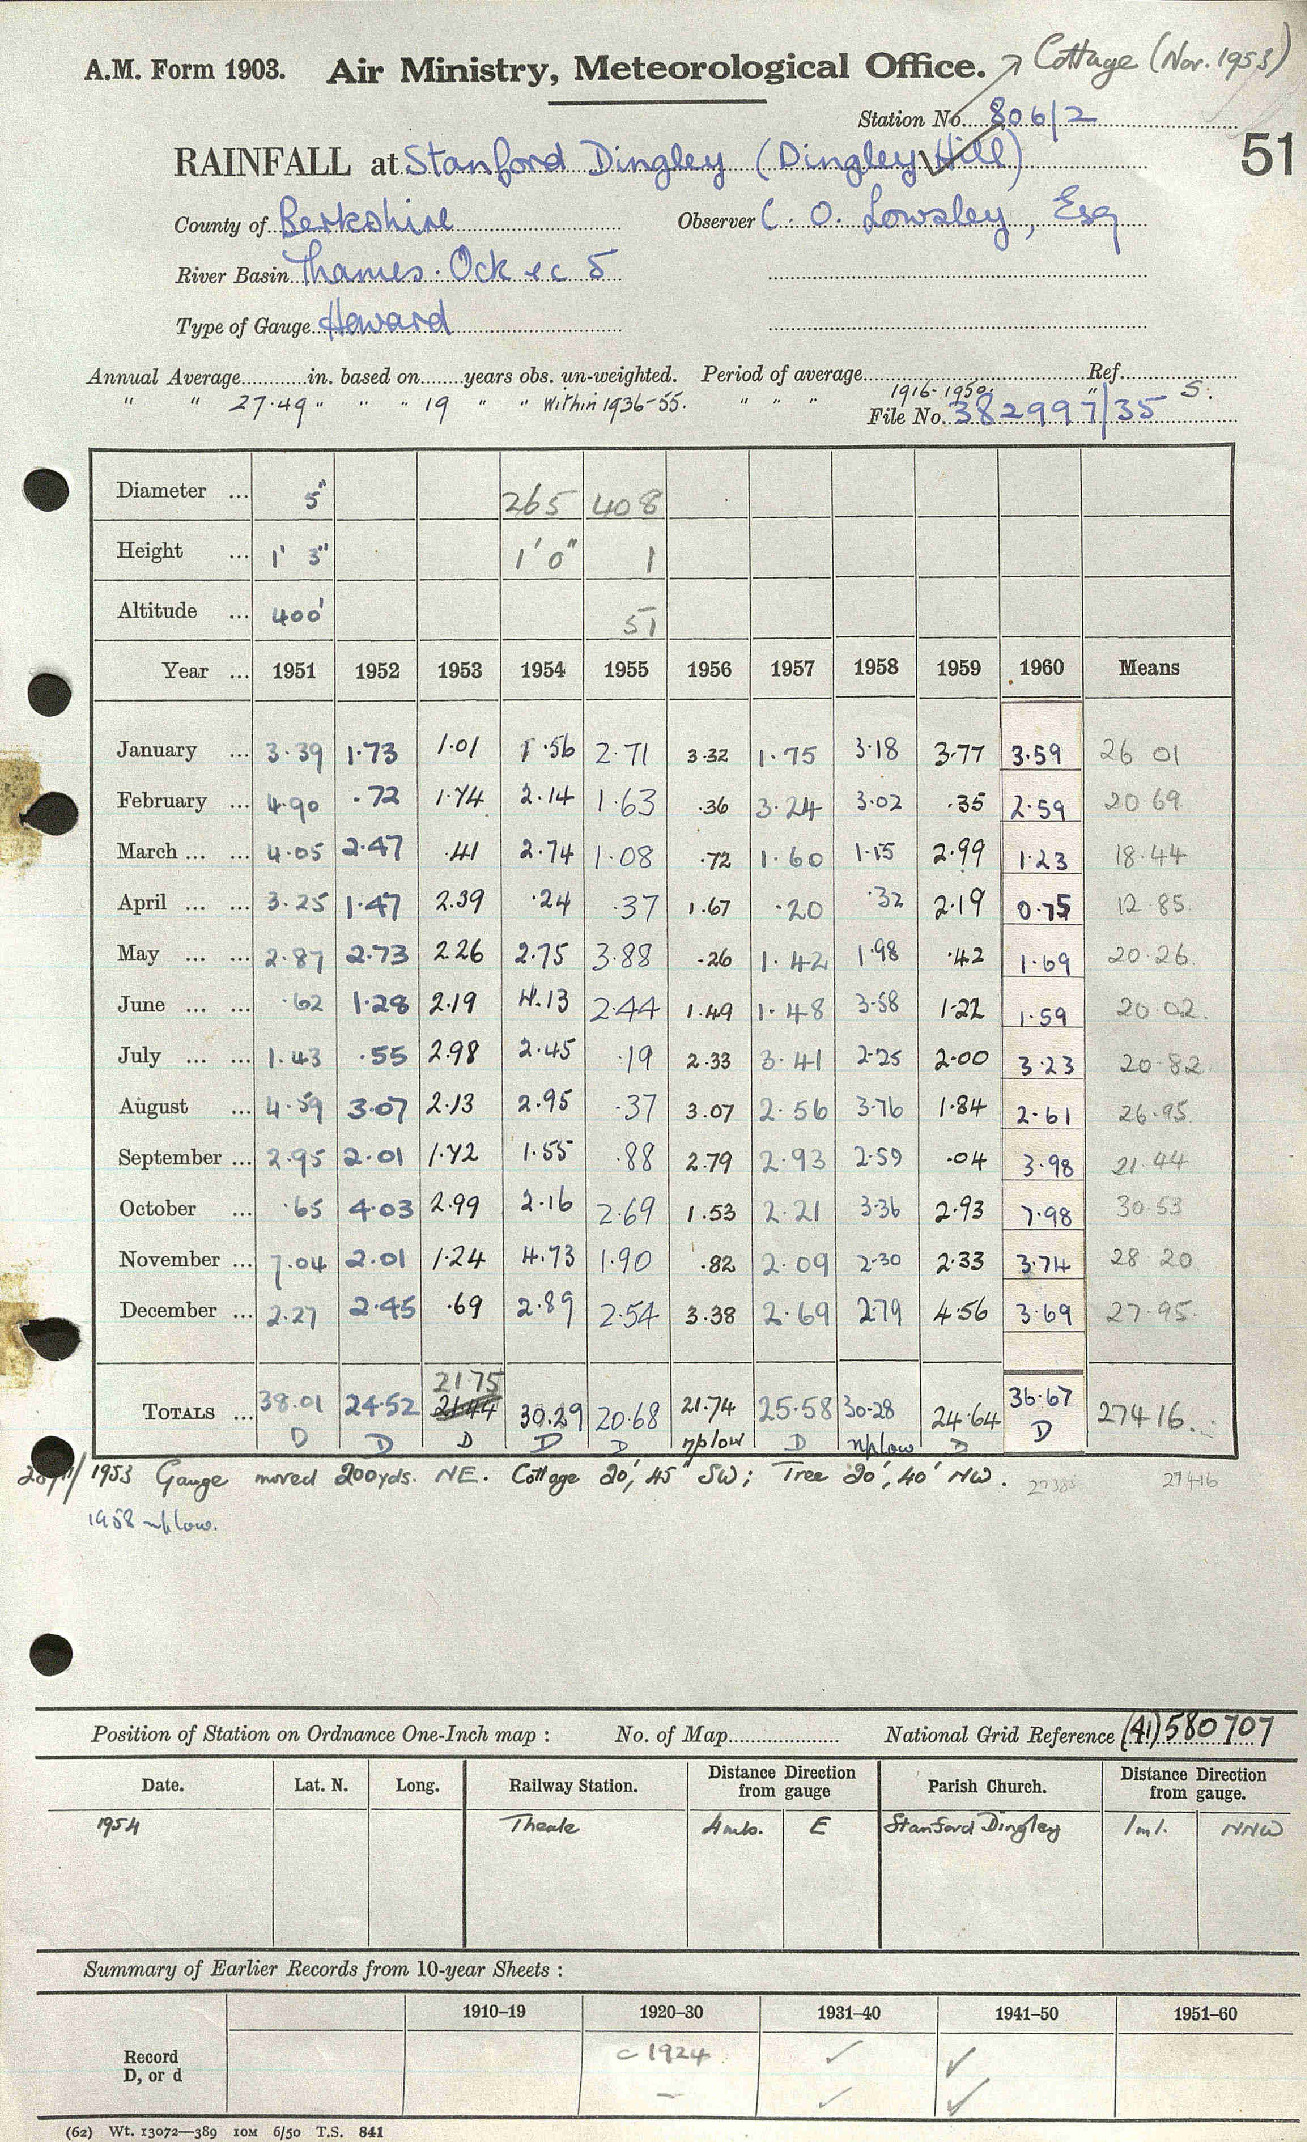 A.M. Form 1903. Air Ministry, Meteorological Office. Cottage (Nov. 1953)
Station No. 806/2
RAINFALL at Stanford Dingley (Dingley Hill) 51
County of Berkshire Observer C. O. Lowsley, Esq
River Basin Thames: Ock &c 5
Type of Gauge Howard
Annual Average in. based on years obs. un-weighted. Period of average Ref.
" " 27.49 " " 19 " " Within 1936-55. " " " 1916-1950. " S.
File No. 382997/35
Diameter ... 5" 265 408
Height ... 1' 3" 1' 0" 1
Altitude ... 400' 51
Year ... 1951 1952 1953 1954 1955 1956 1957 1958 1959 1960 Means
January ... 3.39 1.73 1.01 1.56 2.71 3.32 1.75 3.18 3.77 3.59 26 01
February ... 4.90 .72 1.44 2.14 1.63 .36 3.24 3.02 .35 2.59 20 69
March ... ... 4.05 2.47 .41 2.74 1.08 .72 1.60 1.15 2.99 1.23 18.44
April ... ... 3.25 1.47 2.39 .24 .37 1.67 .20 .32 2.19 0.75 12.85
May ... ... 2.87 2.73 2.26 2.75 3.88 .26 1.42 1.98 .42 1.69 20.26
June ... ... .62 1.28 2.19 4.13 2.44 1.49 1.48 3.58 1.22 1.59 20.02
July ... ... 1.43 .55 2.98 2.45 .19 2.33 3.41 2.25 2.00 3.23 20.82
August ... 4.59 3.07 2.13 2.95 .37 3.07 2.56 3.76 1.84 2.61 26.95
September ... 2.95 2.01 1.42 1.55 .88 2.79 2.93 2.59 .04 3.98 21.44
October ... .65 4.03 2.99 2.16 2.69 1.53 2.21 3.36 2.93 7.98 30.53
November ... 7.04 2.01 1.24 4.73 1.90 .82 2.09 2.30 2.33 3.74 28.20
December ... 2.27 2.45 .69 2.89 2.54 3.38 2.69 2.79 4.56 3.69 27.95
2175
TOTALS ... 38.01 24.52 2144 30.29 20.68 21.74 25.58 30.28 24.64 36.67 27416.
D D D D D np low D np low D D
1953 Gauge moved 200yds. NE. Cottage 20', 45' SW; Tree 20', 40' NW. 27416
1958 np low.
Position of Station on Ordnance One-Inch map : No. of Map National Grid Reference (41)580707
Date. Lat. N. Long. Railway Station. Distance from gauge Direction Parish Church. Distance from gauge. Direction
1954 Theale 4mls. E Stanford Dingley 1ml. NNW
Summary of Earlier Records from 10-year Sheets :
1910–19 1920–30 1931–40 1941–50 1951–60
Record c 1924 ✓ ✓
D, or d – ✓ ✓
(62) Wt. 13072—389 10M 6/50 T.S. 841